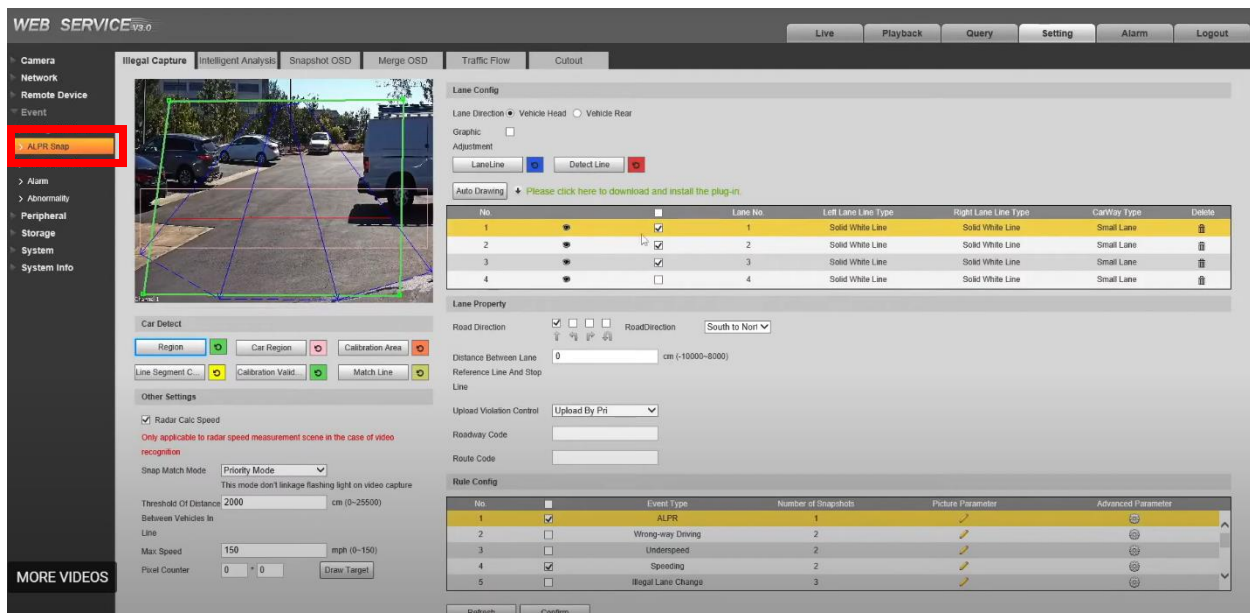 WEB SERVICE V3.0
Live Playback Query Setting Alarm Logout
Camera
Network
Remote Device
Event
ALPR Snap
Alarm
Abnormality
Peripheral
Storage
System
System Info
MORE VIDEOS
Illegal Capture Intelligent Analysis Snapshot OSD Merge OSD Traffic Flow Cutout
Channel 1
Car Detect
Region Car Region Calibration Area
Line Segment C... Calibration Valid... Match Line
Other Settings
Radar Calc Speed
Only applicable to radar speed measurement scene in the case of video
recognition
Snap Match Mode Priority Mode
This mode don't linkage flashing light on video capture
Threshold Of Distance 2000 cm (0~25500)
Between Vehicles In
Line
Max Speed 150 mph (0~150)
Pixel Counter 0 * 0 Draw Target
Lane Config
Lane Direction Vehicle Head Vehicle Rear
Graphic
Adjustment
LaneLine Detect Line
Auto Drawing Please click here to download and install the plug-in.
No. Lane No. Left Lane Line Type Right Lane Line Type CarWay Type Delete
1 1 Solid White Line Solid White Line Small Lane
2 2 Solid White Line Solid White Line Small Lane
3 3 Solid White Line Solid White Line Small Lane
4 4 Solid White Line Solid White Line Small Lane
Lane Property
Road Direction RoadDirection South to Nort
Distance Between Lane 0 cm (-10000~8000)
Reference Line And Stop
Line
Upload Violation Control Upload By Pri
Roadway Code
Route Code
Rule Config
No. Event Type Number of Snapshots Picture Parameter Advanced Parameter
1 ALPR 1
2 Wrong-way Driving 2
3 Underspeed 2
4 Speeding 2
5 Illegal Lane Change 3
Refresh Confirm